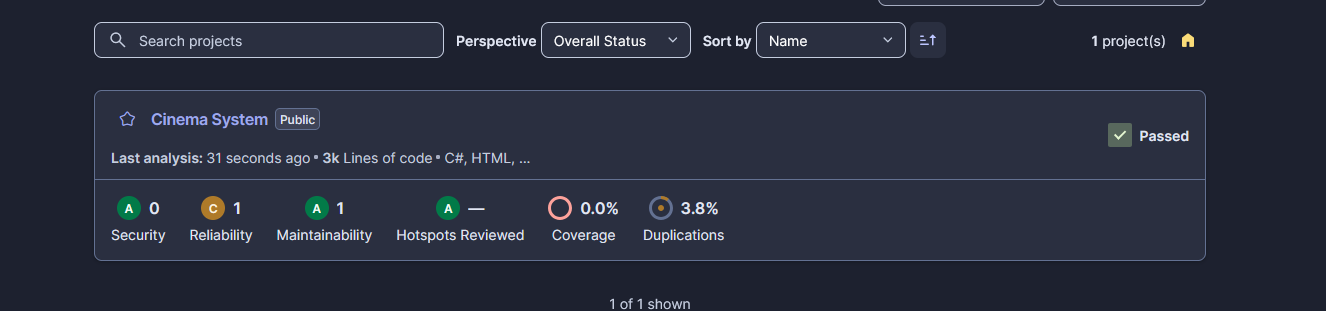 Search projects Perspective Overall Status Sort by Name 1 project(s)
Cinema System Public
Passed
Last analysis: 31 seconds ago • 3k Lines of code • C#, HTML, ...
A 0 C 1 A 1 A — 0.0% 3.8%
Security Reliability Maintainability Hotspots Reviewed Coverage Duplications
1 of 1 shown